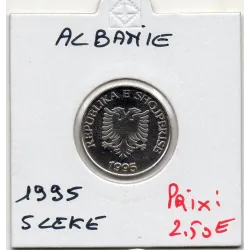 ALBANIE
REPUBLIKA E SHQIPERISE
1995
1995
5 LEKE
Prix:
2.50E